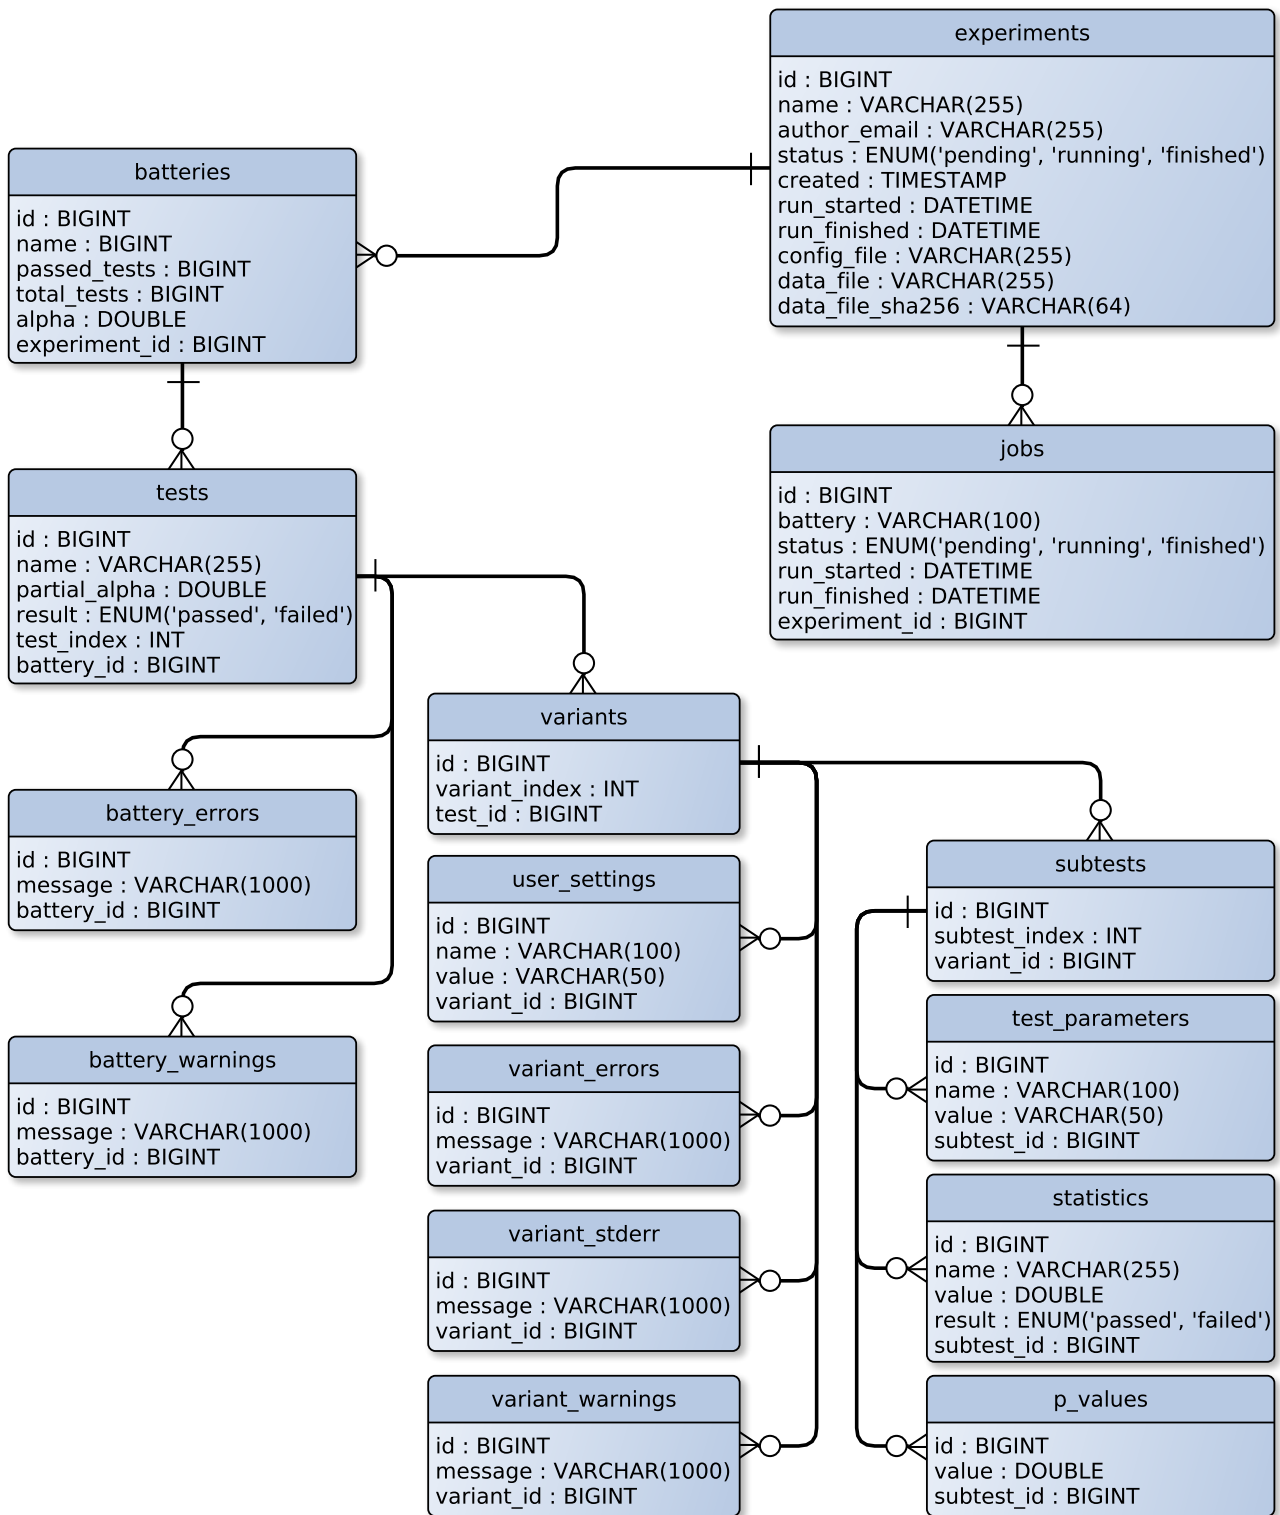 experiments
id : BIGINT
name : VARCHAR(255)
author_email : VARCHAR(255)
status : ENUM('pending', 'running', 'finished')
created : TIMESTAMP
run_started : DATETIME
run_finished : DATETIME
config_file : VARCHAR(255)
data_file : VARCHAR(255)
data_file_sha256 : VARCHAR(64)
batteries
id : BIGINT
name : BIGINT
passed_tests : BIGINT
total_tests : BIGINT
alpha : DOUBLE
experiment_id : BIGINT
jobs
id : BIGINT
battery : VARCHAR(100)
status : ENUM('pending', 'running', 'finished')
run_started : DATETIME
run_finished : DATETIME
experiment_id : BIGINT
tests
id : BIGINT
name : VARCHAR(255)
partial_alpha : DOUBLE
result : ENUM('passed', 'failed')
test_index : INT
battery_id : BIGINT
battery_errors
id : BIGINT
message : VARCHAR(1000)
battery_id : BIGINT
battery_warnings
id : BIGINT
message : VARCHAR(1000)
battery_id : BIGINT
variants
id : BIGINT
variant_index : INT
test_id : BIGINT
user_settings
id : BIGINT
name : VARCHAR(100)
value : VARCHAR(50)
variant_id : BIGINT
variant_errors
id : BIGINT
message : VARCHAR(1000)
variant_id : BIGINT
variant_stderr
id : BIGINT
message : VARCHAR(1000)
variant_id : BIGINT
variant_warnings
id : BIGINT
message : VARCHAR(1000)
variant_id : BIGINT
subtests
id : BIGINT
subtest_index : INT
variant_id : BIGINT
test_parameters
id : BIGINT
name : VARCHAR(100)
value : VARCHAR(50)
subtest_id : BIGINT
statistics
id : BIGINT
name : VARCHAR(255)
value : DOUBLE
result : ENUM('passed', 'failed')
subtest_id : BIGINT
p_values
id : BIGINT
value : DOUBLE
subtest_id : BIGINT